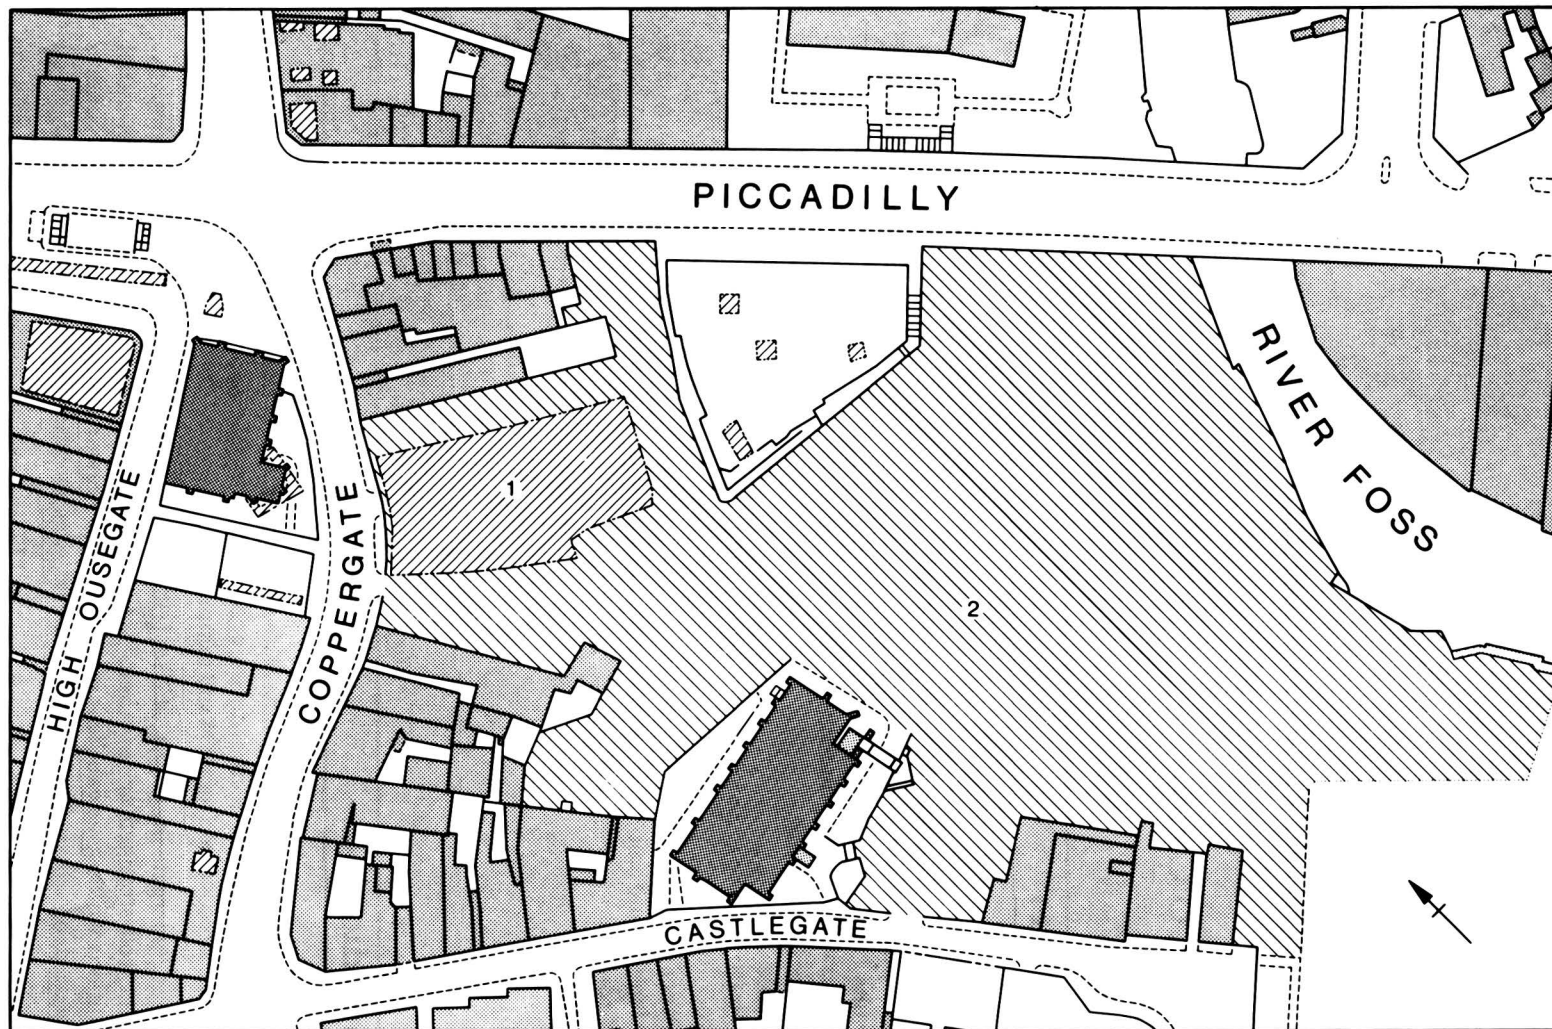 PICCADILLY
RIVER FOSS
1
COPPERGATE
HIGH OUSEGATE
2
CASTLEGATE